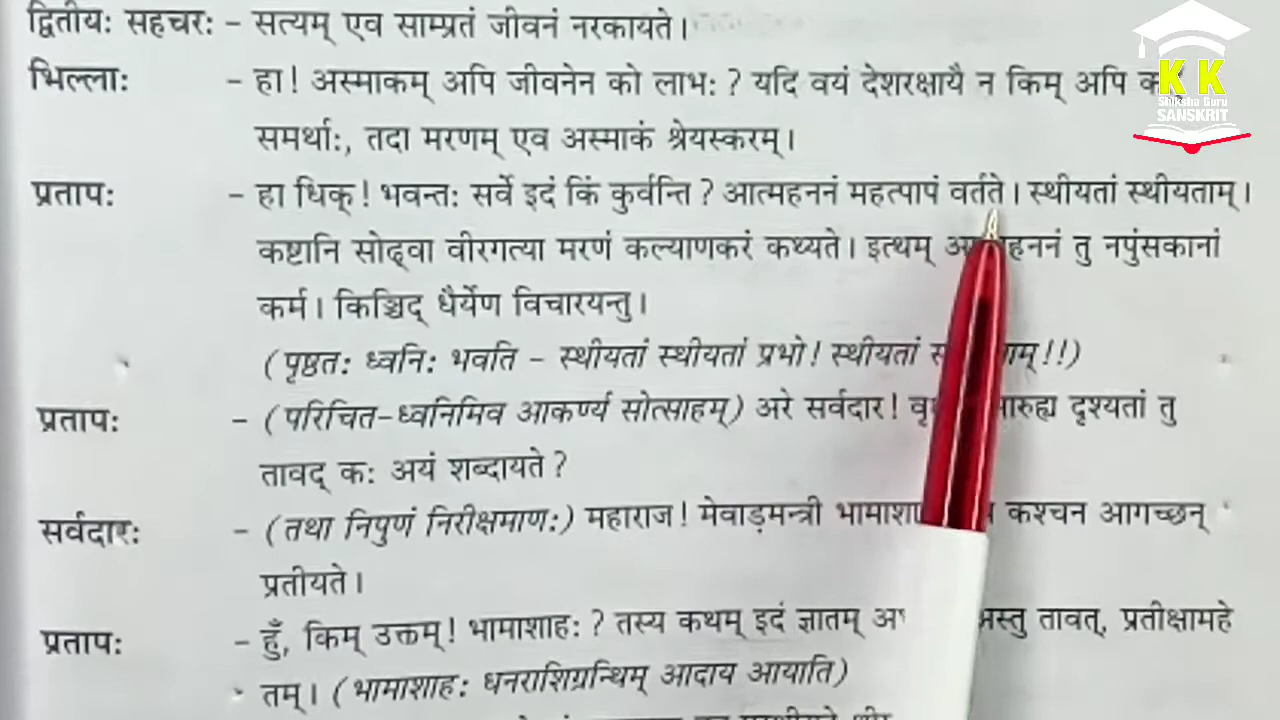 द्वितीयः सहचरः - सत्यम् एव साम्प्रतं जीवनं नरकायते।
भिल्लाः - हा! अस्माकम् अपि जीवनेन को लाभः ? यदि वयं देशरक्षायै न किम् अपि
समर्थाः, तदा मरणम् एव अस्माकं श्रेयस्करम्।
प्रतापः - हा धिक्! भवन्तः सर्वे इदं किं कुर्वन्ति ? आत्महननं महत्पापं वर्तते। स्थीयतां स्थीयताम्।
कष्टानि सोढ्वा वीरगत्या मरणं कल्याणकरं कथ्यते। इत्थम् तु नपुंसकानां
कर्म। किञ्चिद् धैर्येण विचारयन्तु।
(पृष्ठतः ध्वनिः भवति - स्थीयतां स्थीयतां प्रभो! स्थीयतां !!)
प्रतापः - (परिचित-ध्वनिमिव आकर्ण्य सोत्साहम्) अरे सर्वदार! दृश्यतां तु
तावद् कः अयं शब्दायते ?
सर्वदारः - (तथा निपुणं निरीक्षमाणः) महाराज! मेवाड़मन्त्री कश्चन आगच्छन्
प्रतीयते।
प्रतापः - हुँ, किम् उक्तम्! भामाशाहः ? तस्य कथम् इदं ज्ञातम् तावत्, प्रतीक्षामहे
तम्। (भामाशाहः धनराशिग्रन्थिम् आदाय आयाति)
K K
Shiksha Guru
SANSKRIT